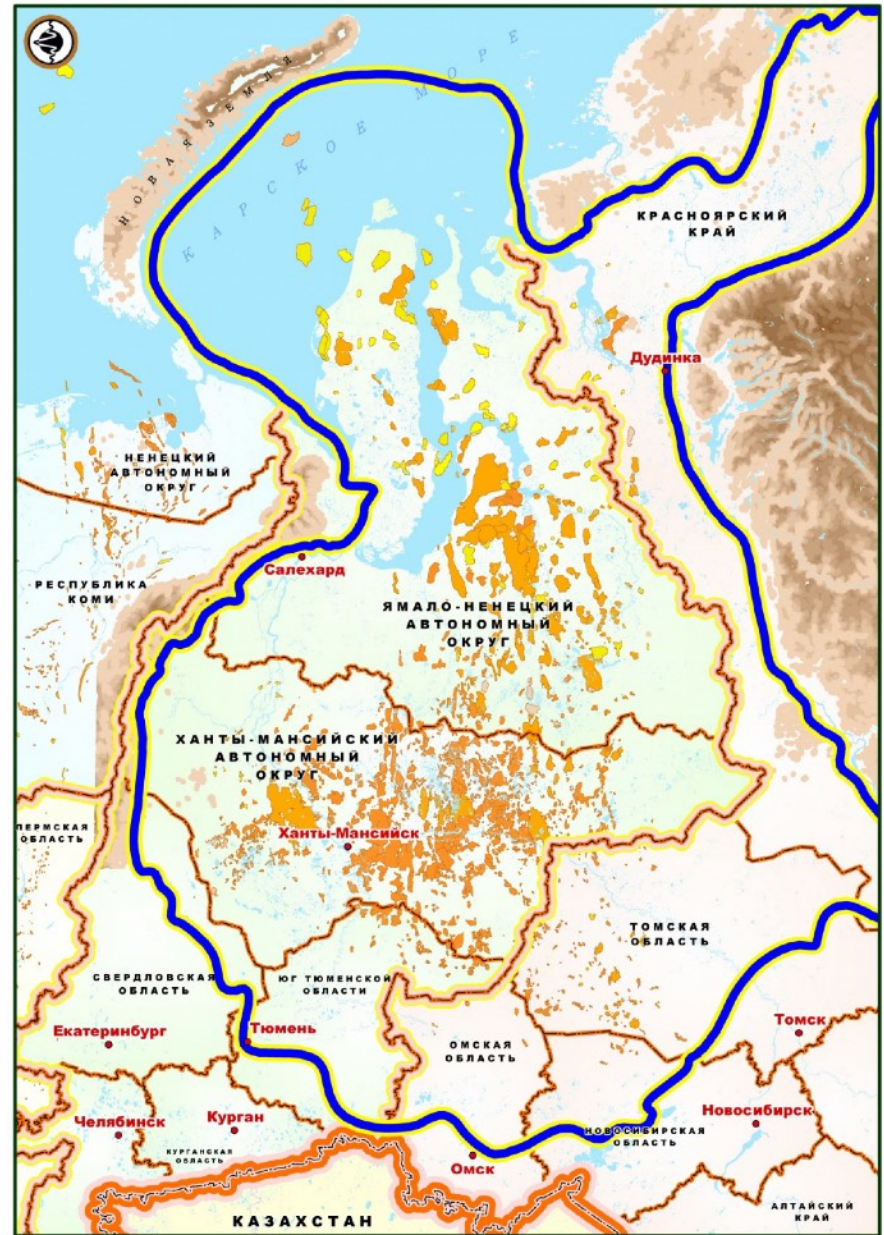 НОВАЯ ЗЕМЛЯ
КАРСКОЕ МОРЕ
КРАСНОЯРСКИЙ
КРАЙ
Дудинка
НЕНЕЦКИЙ
АВТОНОМНЫЙ
ОКРУГ
Салехард
РЕСПУБЛИКА
КОМИ
ЯМАЛО-НЕНЕЦКИЙ
АВТОНОМНЫЙ
ОКРУГ
ХАНТЫ-МАНСИЙСКИЙ
АВТОНОМНЫЙ
ОКРУГ
Ханты-Мансийск
ПЕРМСКАЯ
ОБЛАСТЬ
ТОМСКАЯ
ОБЛАСТЬ
СВЕРДЛОВСКАЯ
ОБЛАСТЬ
ЮГ ТЮМЕНСКОЙ
ОБЛАСТИ
Екатеринбург
Тюмень
ОМСКАЯ
ОБЛАСТЬ
Томск
Челябинск
Курган
КУРГАНСКАЯ
ОБЛАСТЬ
Омск
НОВОСИБИРСКАЯ
ОБЛАСТЬ
Новосибирск
АЛТАЙСКИЙ
КРАЙ
КАЗАХСТАН